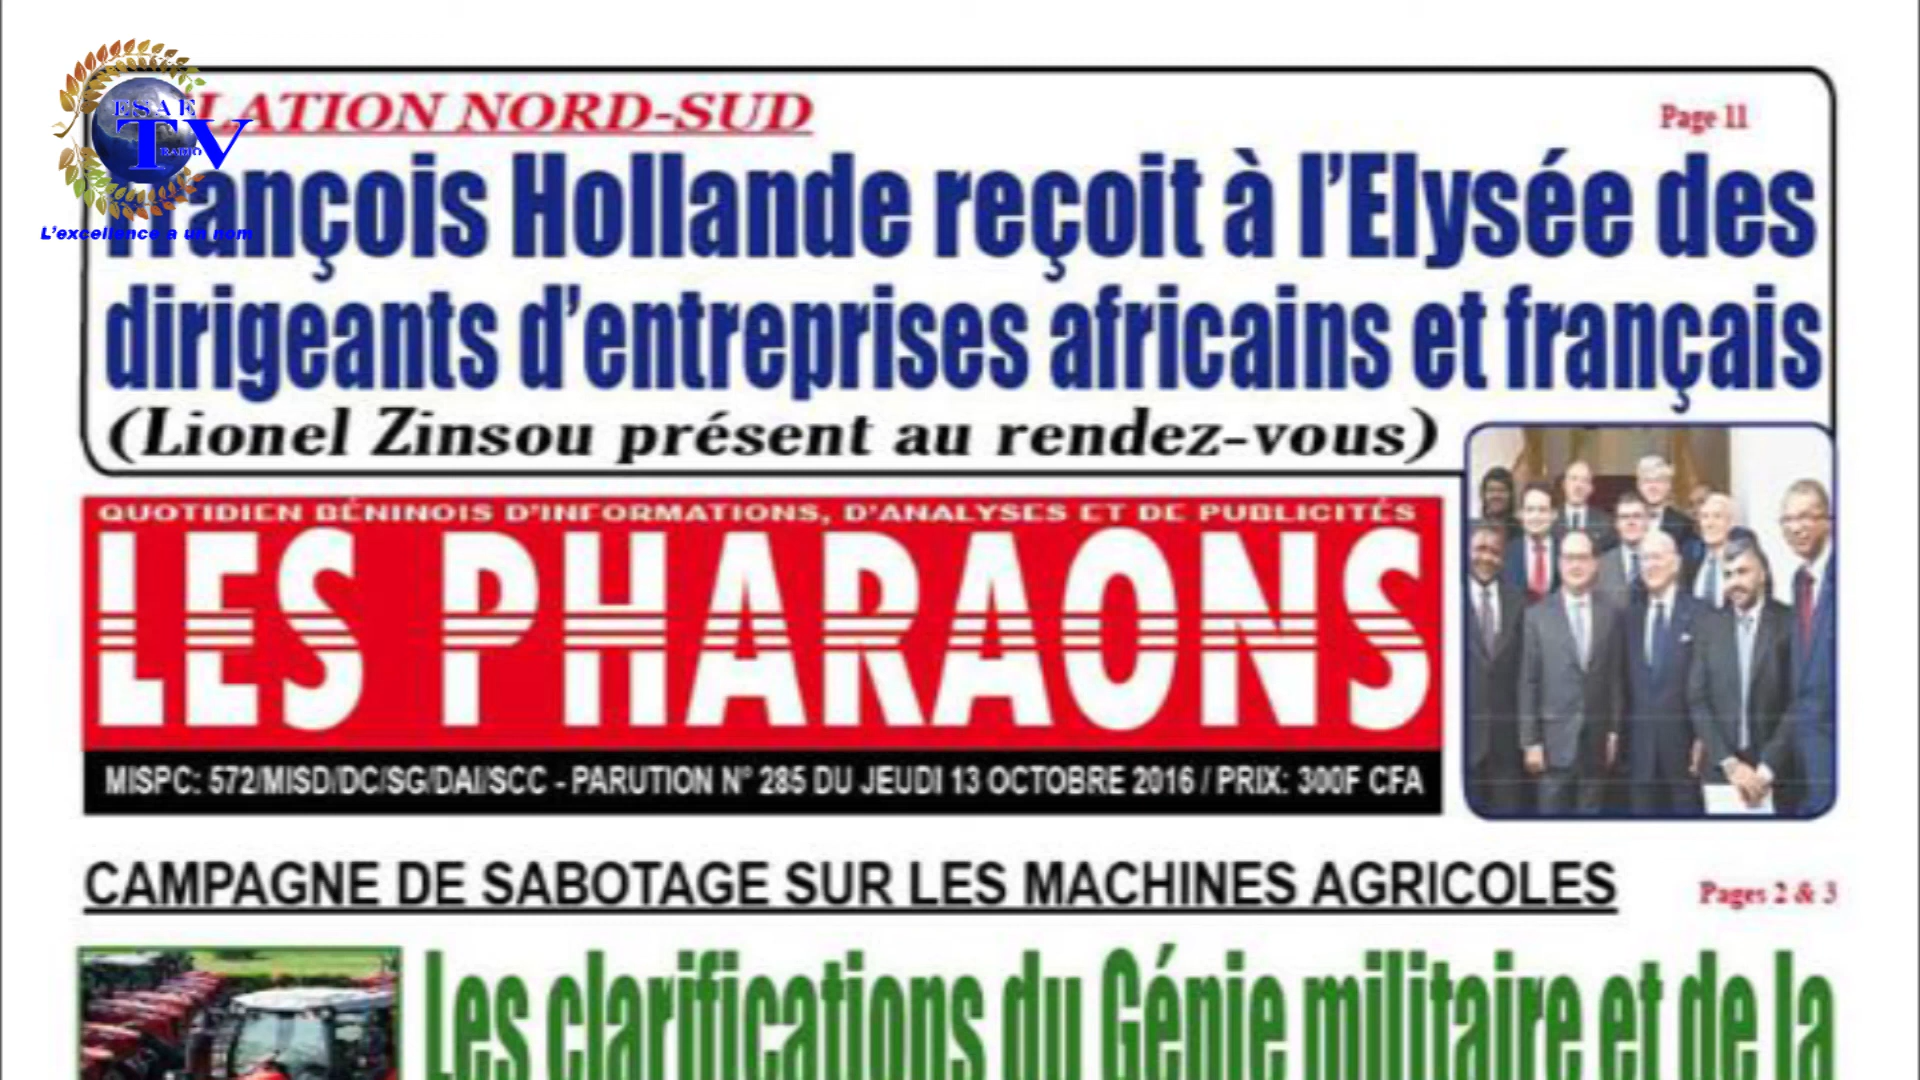 ESAE
TV
RADIO
L'excellence a un nom
LATION NORD-SUD
Page 11
rançois Hollande reçoit à l'Elysée des
dirigeants d'entreprises africains et français
(Lionel Zinsou présent au rendez-vous)
QUOTIDIEN BÉNINOIS D'INFORMATIONS, D'ANALYSES ET DE PUBLICITÉS
LES PHARAONS
MISPC: 572/MISD/DC/SG/DAI/SCC - PARUTION N° 285 DU JEUDI 13 OCTOBRE 2016 / PRIX: 300F CFA
CAMPAGNE DE SABOTAGE SUR LES MACHINES AGRICOLES
Pages 2 & 3
Les clarifications du Génie militaire et de la